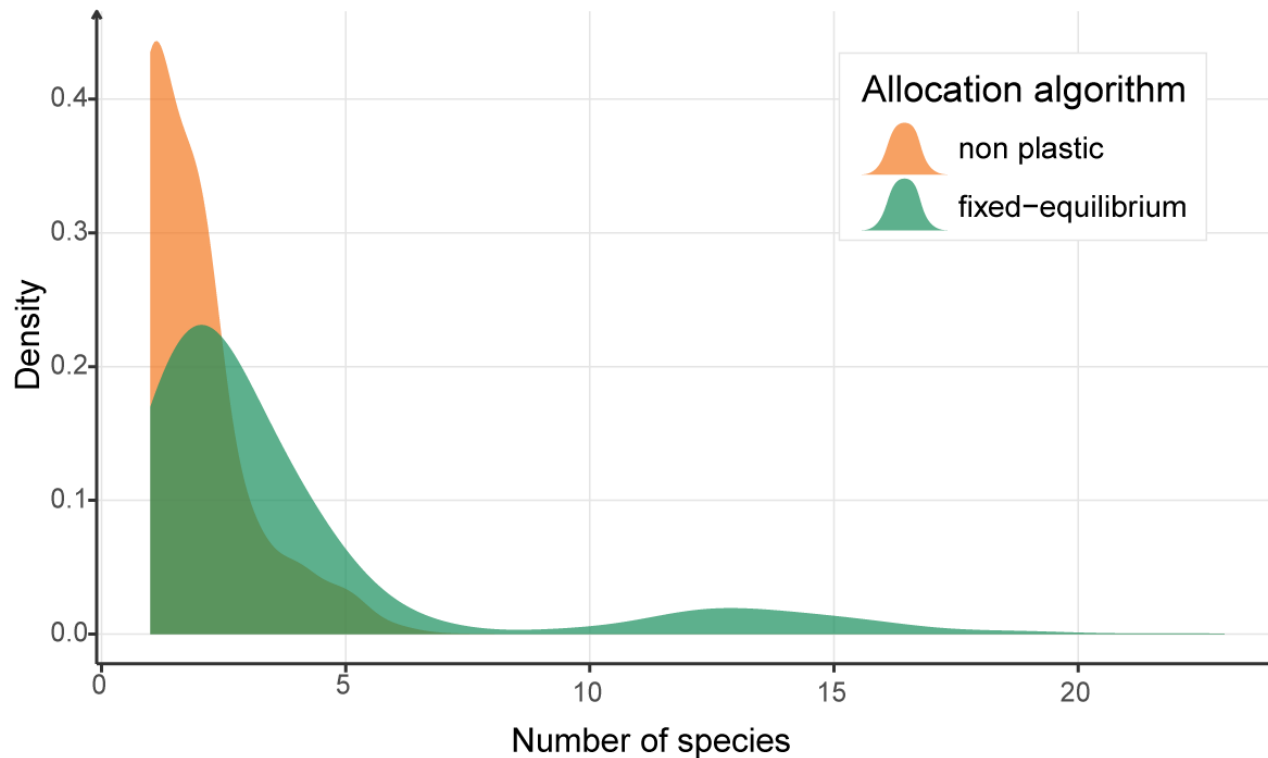 Allocation algorithm
non plastic
fixed−equilibrium
Density
0.4
0.3
0.2
0.1
0.0
0
5
10
15
20
Number of species